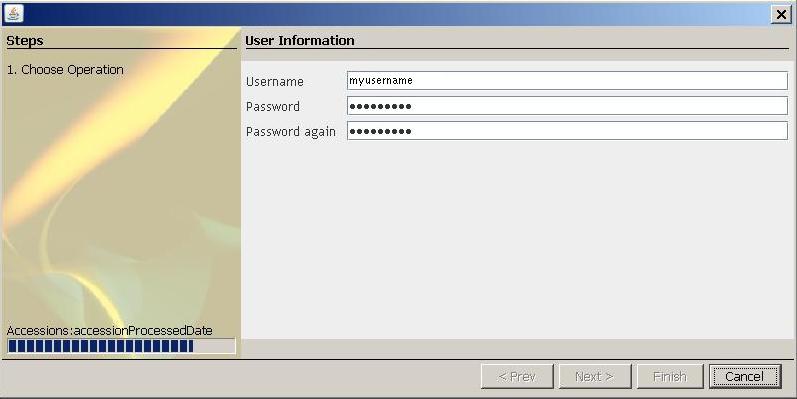 Steps
1. Choose Operation
Accessions:accessionProcessedDate
User Information
Username myusername
Password •••••••••
Password again •••••••••
< Prev Next > Finish Cancel